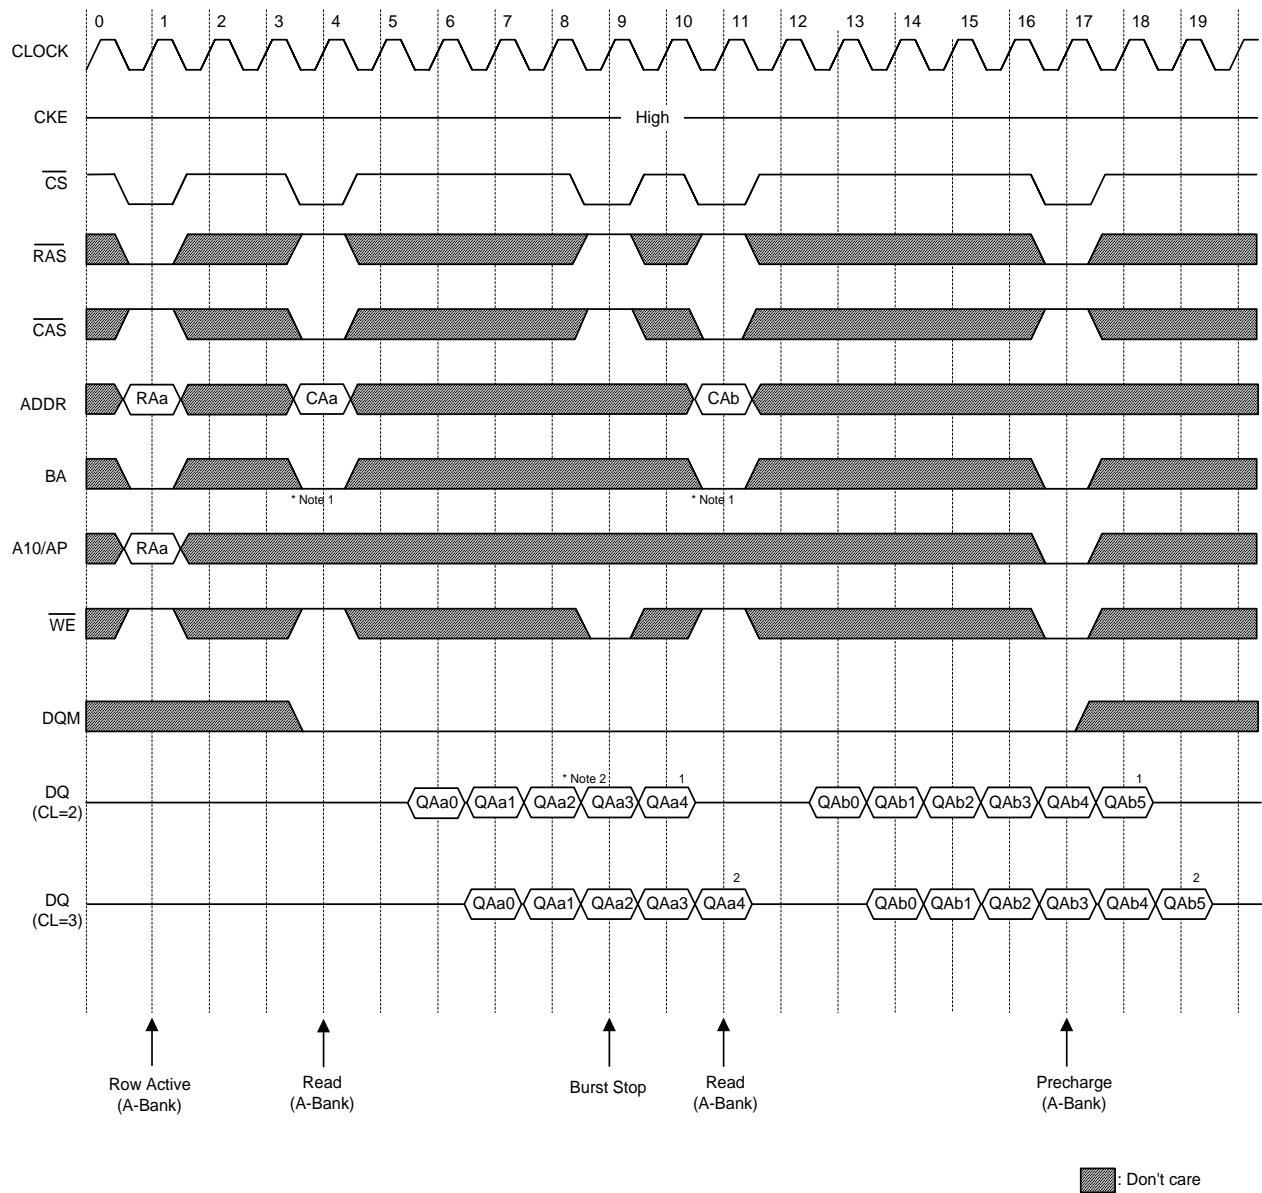 0 1 2 3 4 5 6 7 8 9 10 11 12 13 14 15 16 17 18 19
CLOCK
CKE High
CS
RAS
CAS
ADDR RAa CAa CAb
BA
* Note 1 * Note 1
A10/AP RAa
WE
DQM
* Note 2 1 1
DQ
(CL=2) QAa0 QAa1 QAa2 QAa3 QAa4 QAb0 QAb1 QAb2 QAb3 QAb4 QAb5
2 2
DQ
(CL=3) QAa0 QAa1 QAa2 QAa3 QAa4 QAb0 QAb1 QAb2 QAb3 QAb4 QAb5
Row Active Read Burst Stop Read Precharge
(A-Bank) (A-Bank) (A-Bank) (A-Bank)
: Don't care